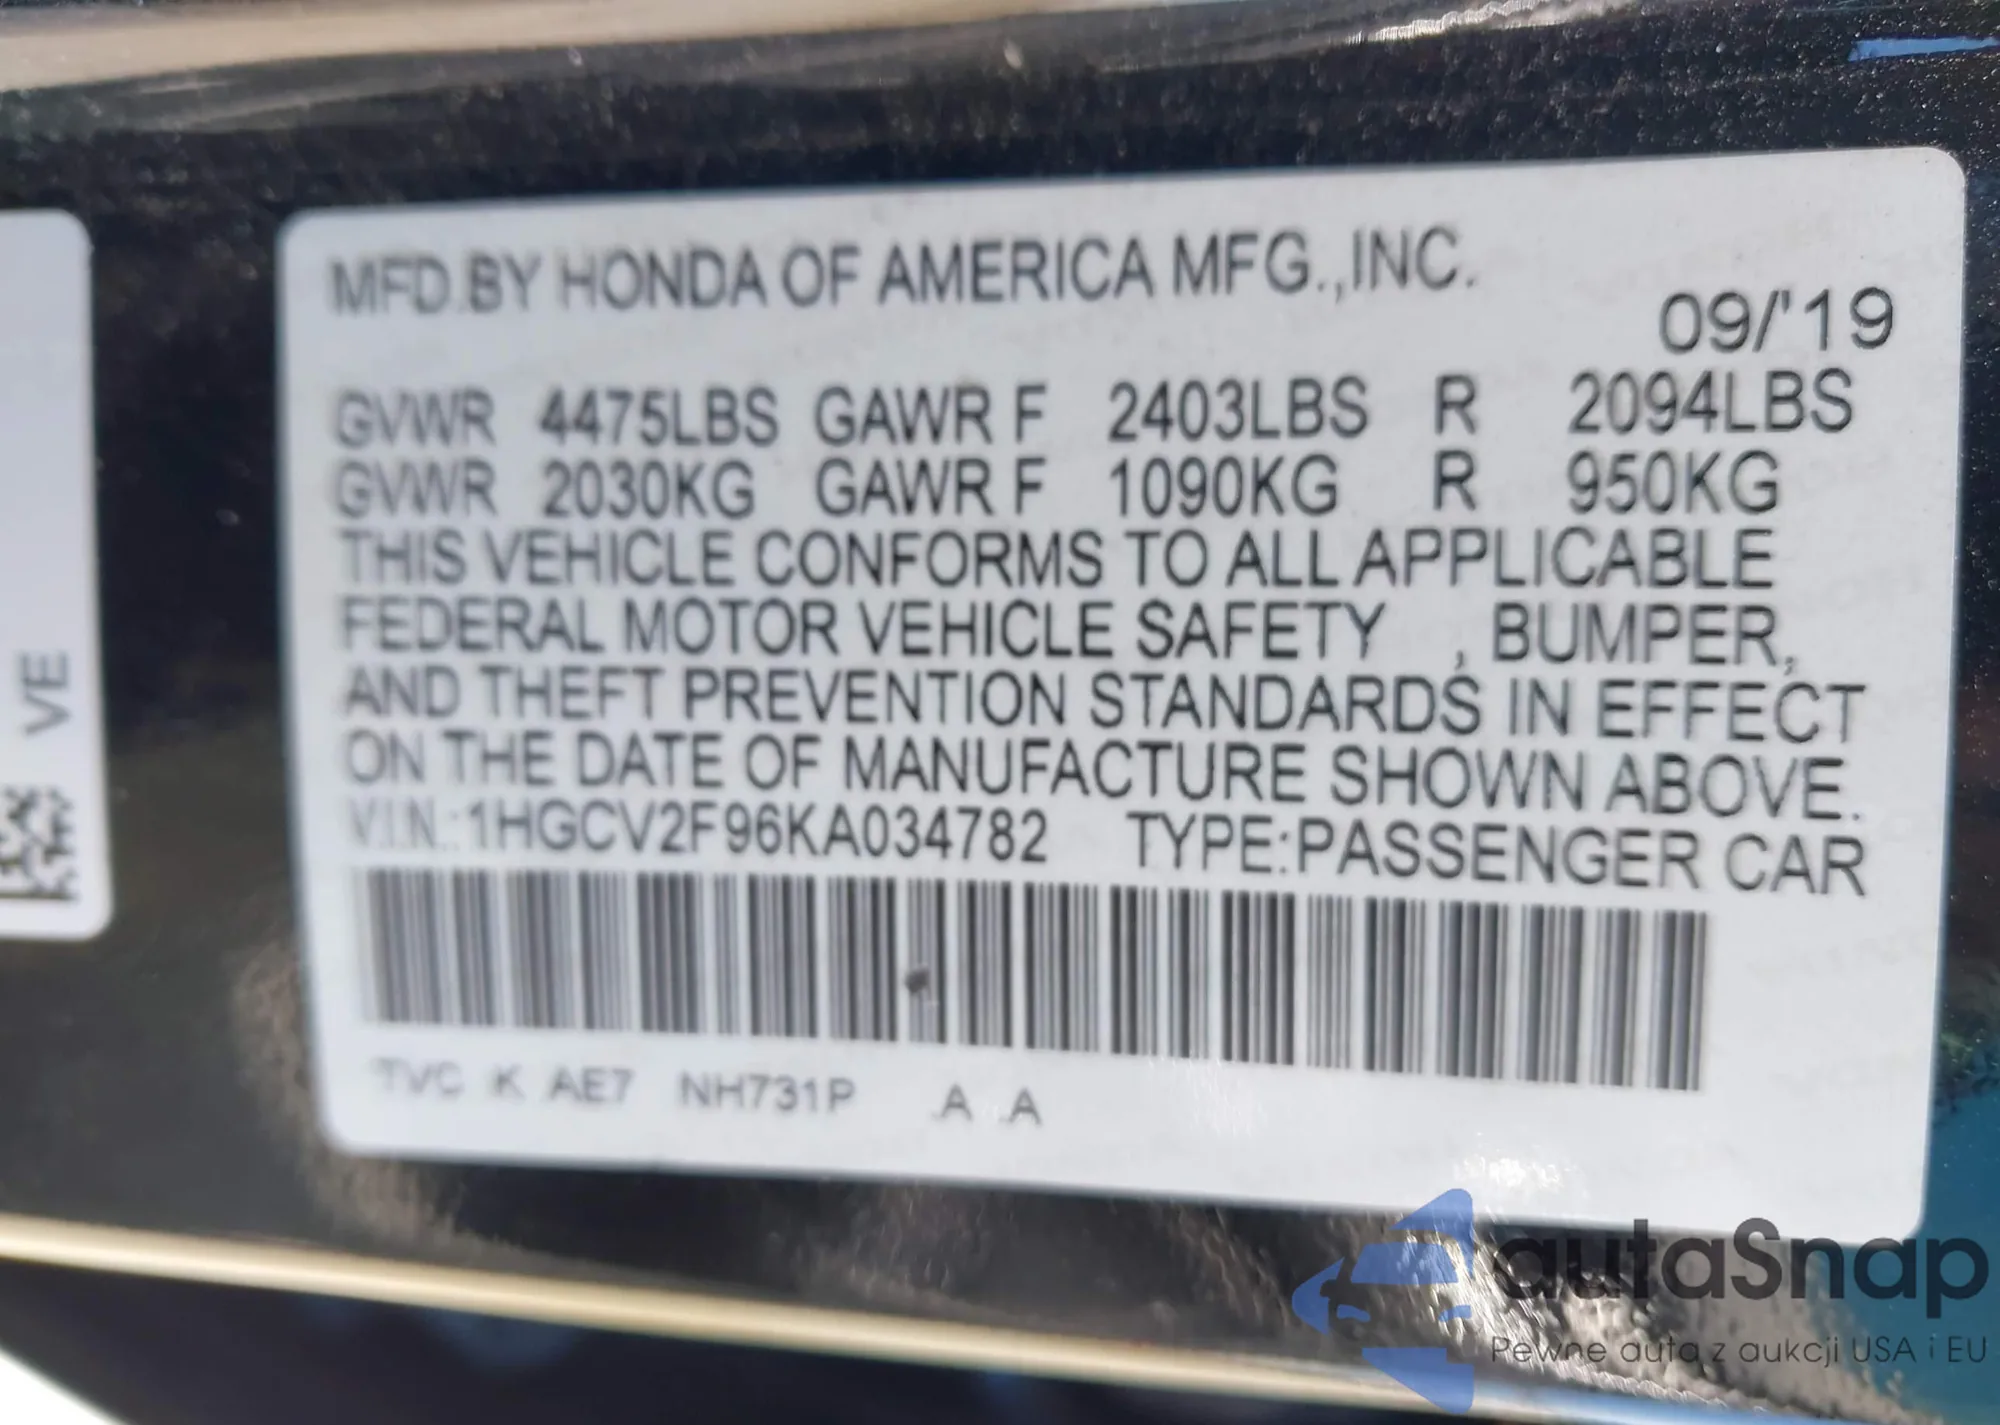 MFD.BY HONDA OF AMERICA MFG.,INC.
09/'19
GVWR 4475LBS GAWR F 2403LBS R 2094LBS
GVWR 2030KG GAWR F 1090KG R 950KG
THIS VEHICLE CONFORMS TO ALL APPLICABLE
FEDERAL MOTOR VEHICLE SAFETY , BUMPER,
AND THEFT PREVENTION STANDARDS IN EFFECT
ON THE DATE OF MANUFACTURE SHOWN ABOVE.
V.I.N.:1HGCV2F96KA034782 TYPE:PASSENGER CAR
TVC K AE7 NH731P .A .A
VE
autaSnap
Pewne auta z aukcji USA i EU